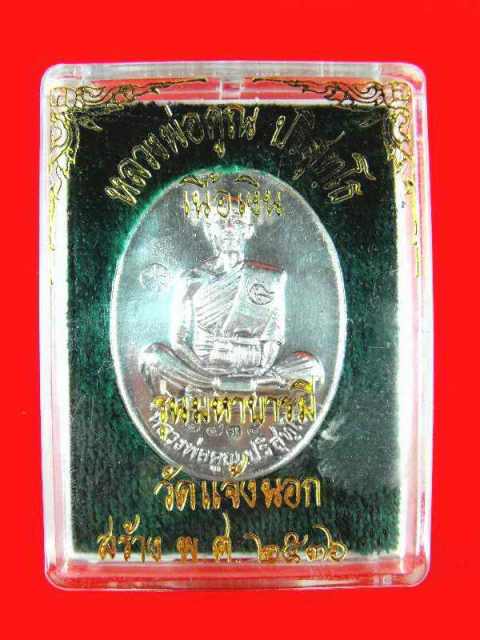 หลวงพ่อคูณ ปริสุทฺโธ
เนื้อเงิน
รุ่นมหาบารมี
หลวงพ่อคูณ ปริสุทฺโธ
วัดแจ้งนอก
สร้าง พ.ศ. ๒๕๓๖